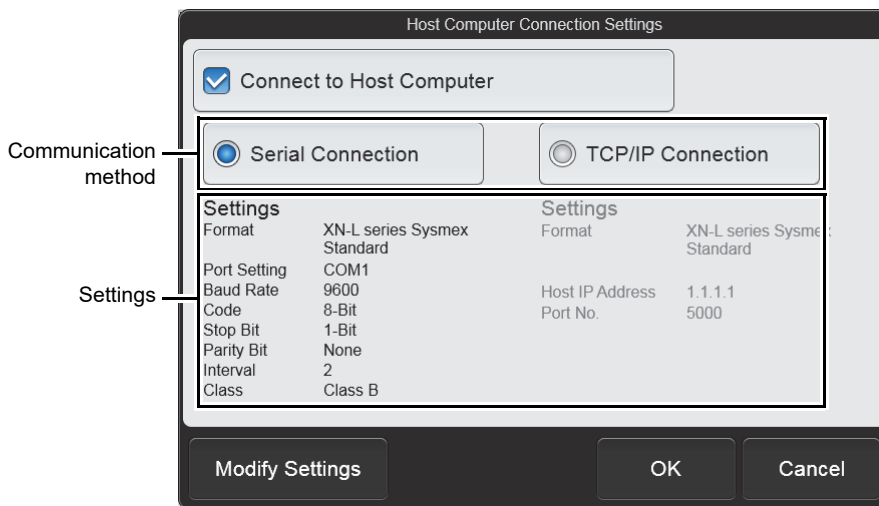 Host Computer Connection Settings
Connect to Host Computer
Communication
method
Serial Connection
TCP/IP Connection
Settings
Settings
Format XN-L series Sysmex
Standard
Port Setting COM1
Baud Rate 9600
Code 8-Bit
Stop Bit 1-Bit
Parity Bit None
Interval 2
Class Class B
Settings
Format XN-L series Sysmex
Standard
Host IP Address 1.1.1.1
Port No. 5000
Modify Settings
OK
Cancel